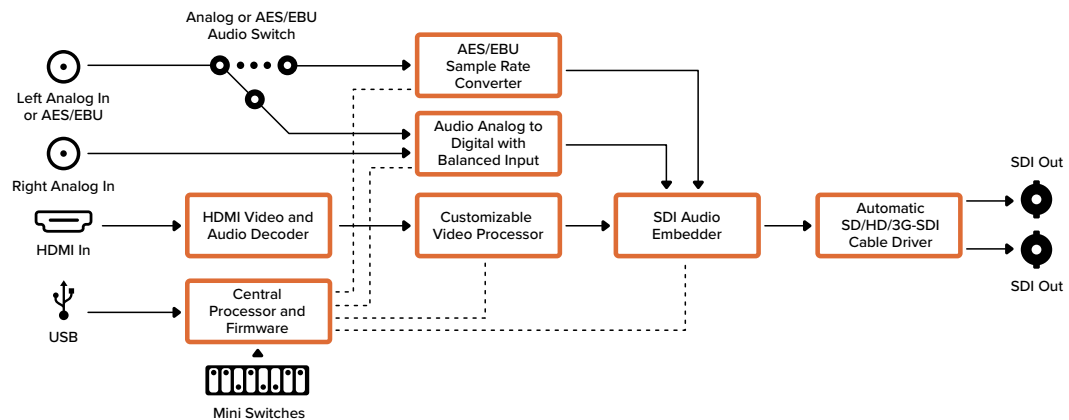 Analog or AES/EBU
Audio Switch
Left Analog In
or AES/EBU
Right Analog In
HDMI In
USB
AES/EBU
Sample Rate
Converter
Audio Analog to
Digital with
Balanced Input
HDMI Video and
Audio Decoder
Customizable
Video Processor
SDI Audio
Embedder
Automatic
SD/HD/3G-SDI
Cable Driver
SDI Out
SDI Out
Central
Processor and
Firmware
Mini Switches